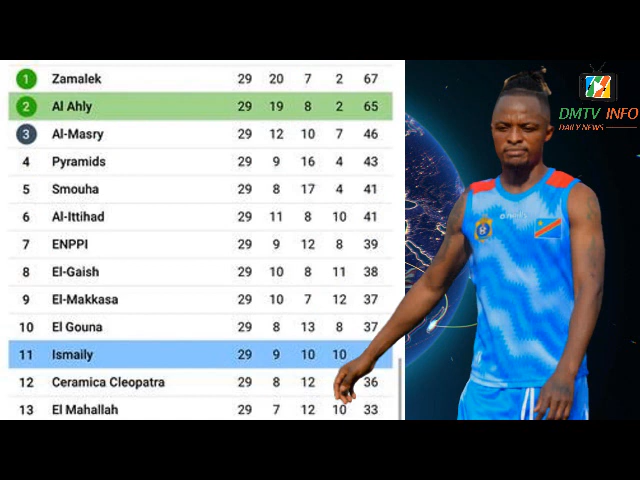 1 Zamalek 29 20 7 2 67
2 Al Ahly 29 19 8 2 65
3 Al-Masry 29 12 10 7 46
4 Pyramids 29 9 16 4 43
5 Smouha 29 8 17 4 41
6 Al-Ittihad 29 11 8 10 41
7 ENPPI 29 9 12 8 39
8 El-Gaish 29 10 8 11 38
9 El-Makkasa 29 10 7 12 37
10 El Gouna 29 8 13 8 37
11 Ismaily 29 9 10 10
12 Ceramica Cleopatra 29 8 12 36
13 El Mahallah 29 7 12 10 33
DMTV INFO
DAILY NEWS